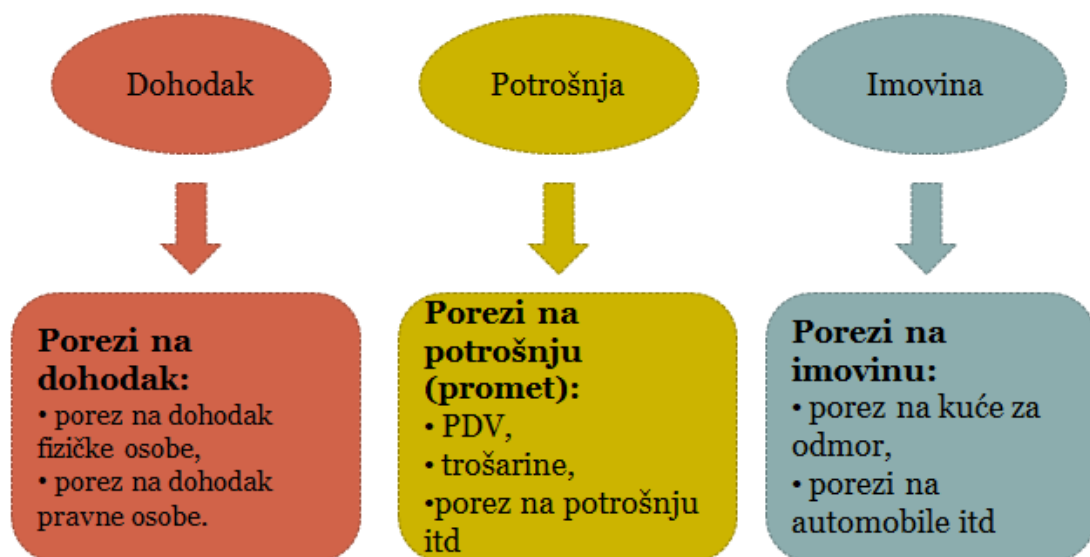 Dohodak
Potrošnja
Imovina
Porezi na
dohodak:
• porez na dohodak
fizičke osobe,
• porez na dohodak
pravne osobe.
Porezi na
potrošnju
(promet):
• PDV,
• trošarine,
•porez na potrošnju
itd
Porezi na
imovinu:
• porez na kuće za
odmor,
• porezi na
automobile itd